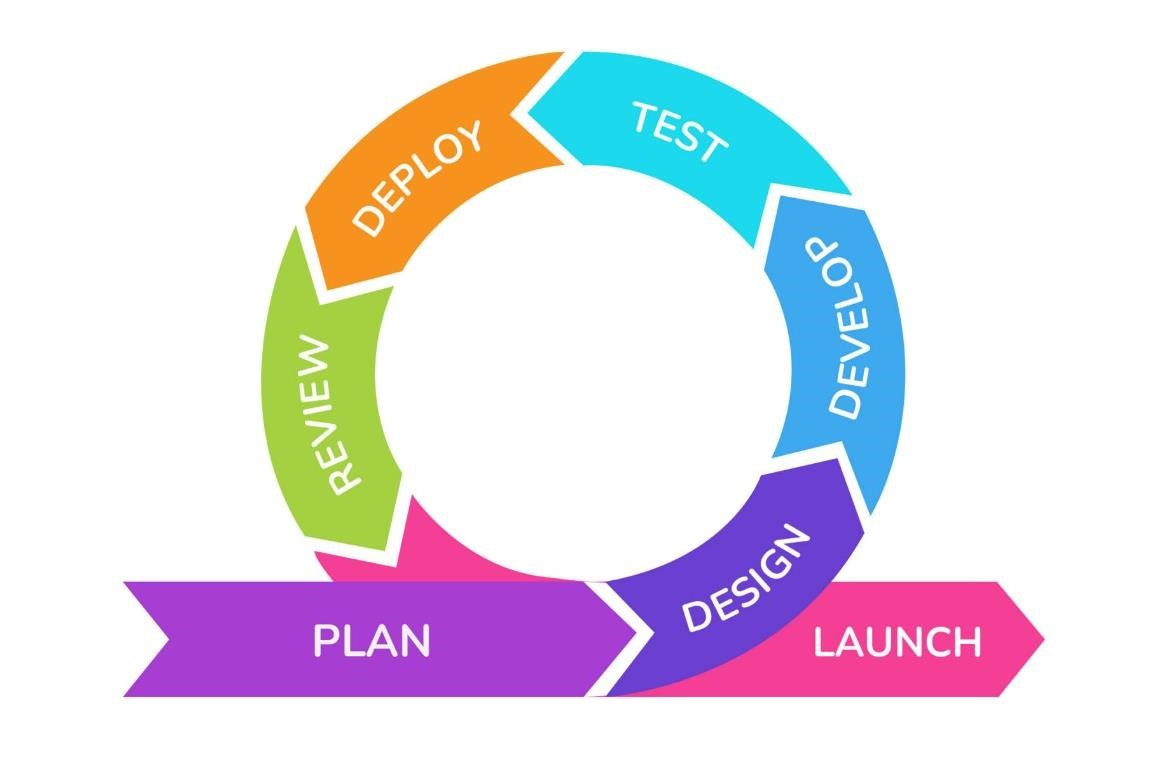 PLAN
DESIGN
DEVELOP
TEST
DEPLOY
REVIEW
LAUNCH